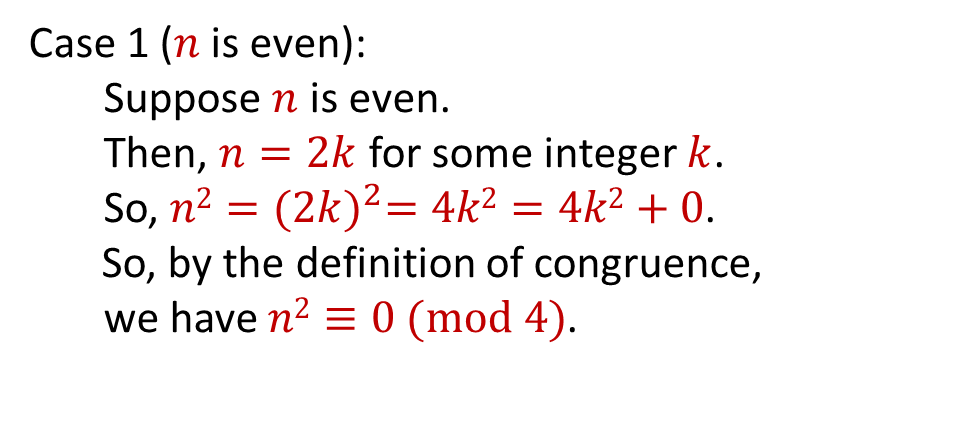 Case 1 (n is even):
Suppose n is even.
Then, n = 2k for some integer k.
So, n² = (2k)² = 4k² = 4k² + 0.
So, by the definition of congruence,
we have n² ≡ 0 (mod 4).